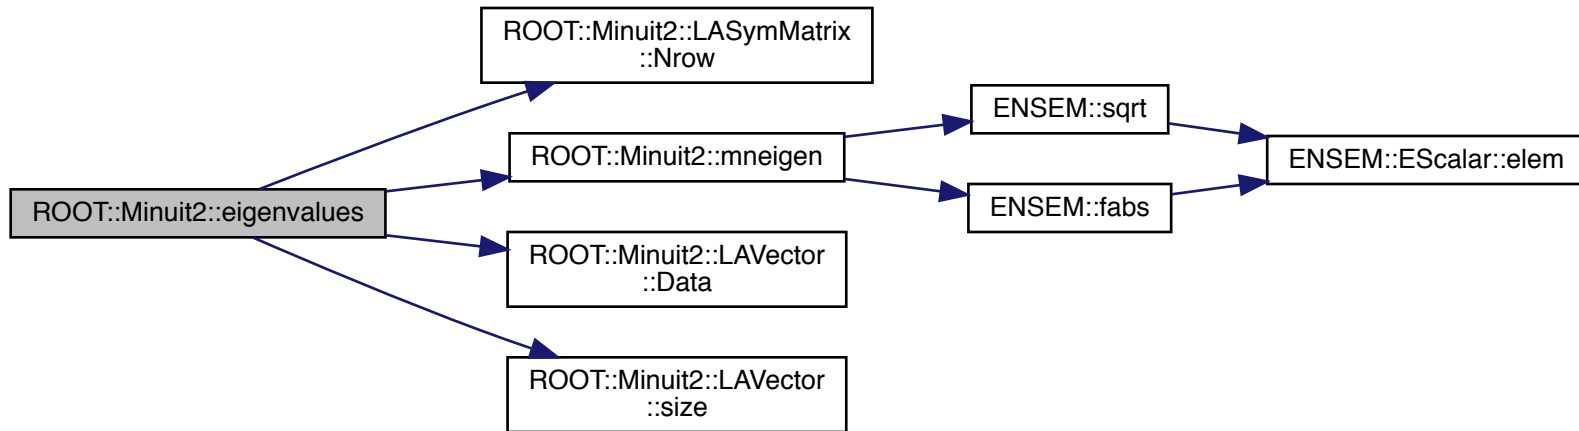 ROOT::Minuit2::eigenvalues
ROOT::Minuit2::LASymMatrix
::Nrow
ROOT::Minuit2::mneigen
ROOT::Minuit2::LAVector
::Data
ROOT::Minuit2::LAVector
::size
ENSEM::sqrt
ENSEM::fabs
ENSEM::EScalar::elem